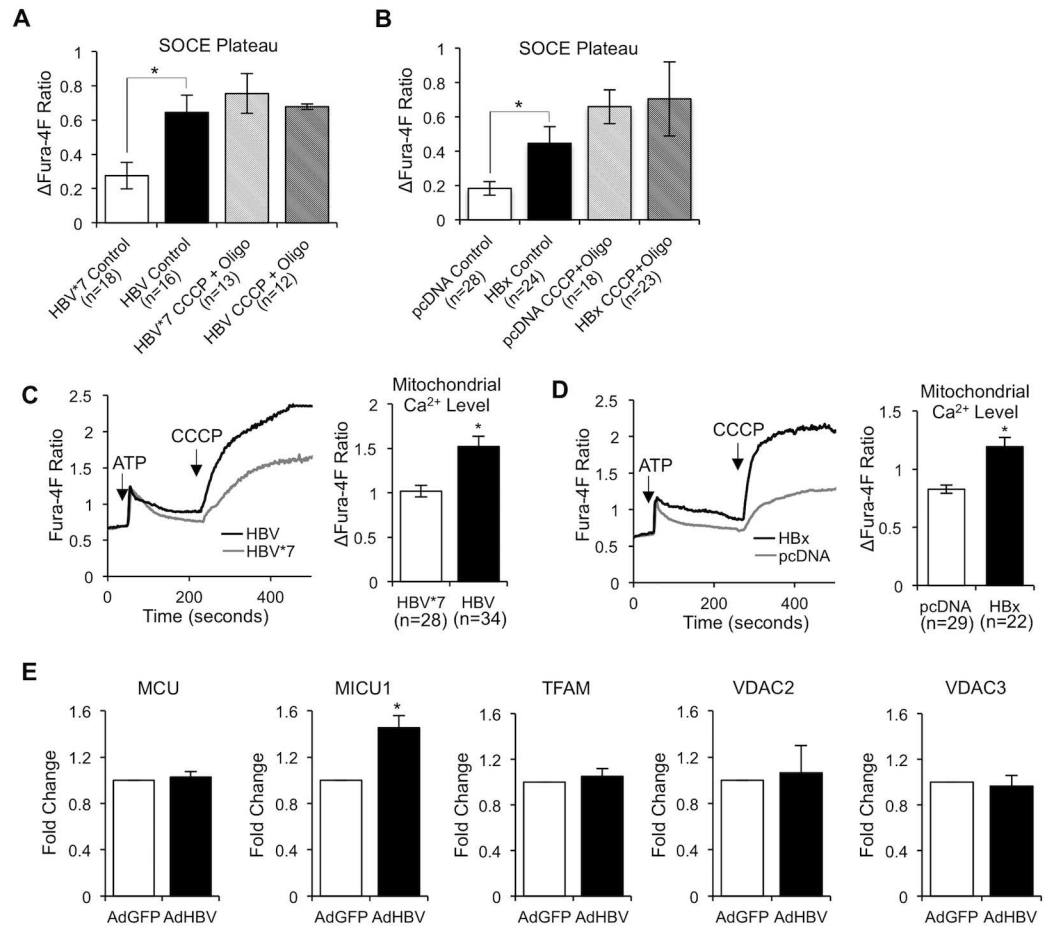 A
SOCE Plateau
ΔFura-4F Ratio
1
0.8
0.6
0.4
0.2
0
*
HBV*7 Control
(n=18)
HBV Control
(n=16)
HBV*7 CCCP + Oligo
(n=13)
HBV CCCP + Oligo
(n=12)
B
SOCE Plateau
ΔFura-4F Ratio
1
0.8
0.6
0.4
0.2
0
*
pcDNA Control
(n=28)
HBx Control
(n=24)
pcDNA CCCP+Oligo
(n=18)
HBx CCCP+Oligo
(n=23)
C
Fura-4F Ratio
2.5
2.0
1.5
1.0
0.5
0
ATP
CCCP
HBV
HBV*7
0
200
400
Time (seconds)
Mitochondrial
Ca²⁺ Level
ΔFura-4F Ratio
2
1.5
1
0.5
0
*
HBV*7
(n=28)
HBV
(n=34)
D
Fura-4F Ratio
2.5
2.0
1.5
1.0
0.5
0
ATP
CCCP
HBx
pcDNA
0
200
400
Time (seconds)
Mitochondrial
Ca²⁺ Level
ΔFura-4F Ratio
1.5
1
0.5
0
*
pcDNA
(n=29)
HBx
(n=22)
E
MCU
Fold Change
1.6
1.2
0.8
0.4
0
AdGFP AdHBV
MICU1
Fold Change
1.6
1.2
0.8
0.4
0
*
AdGFP AdHBV
TFAM
Fold Change
1.6
1.2
0.8
0.4
0
AdGFP AdHBV
VDAC2
Fold Change
1.6
1.2
0.8
0.4
0
AdGFP AdHBV
VDAC3
Fold Change
1.6
1.2
0.8
0.4
0
AdGFP AdHBV